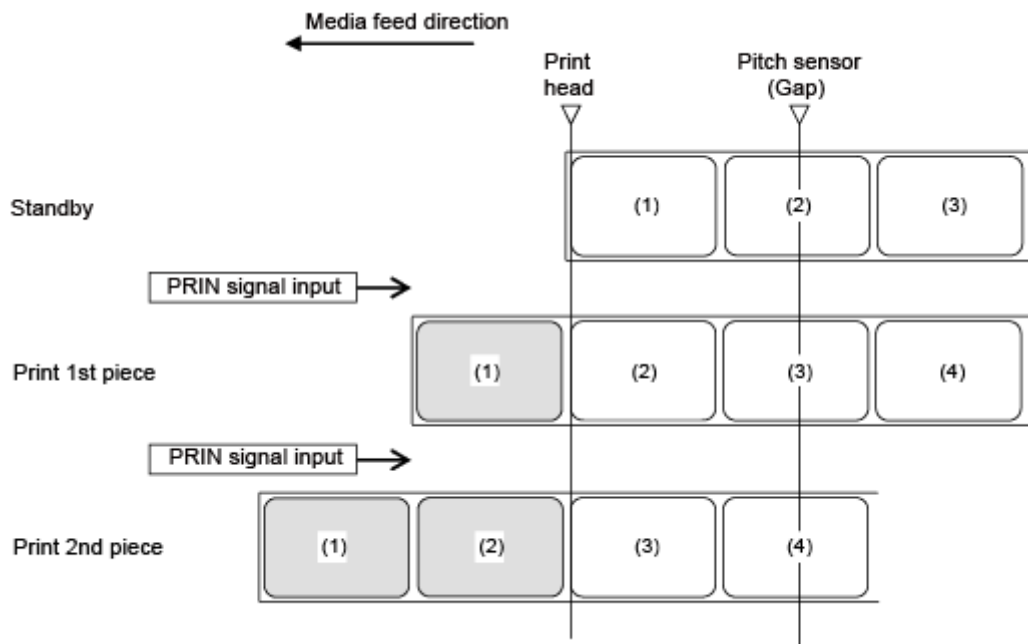 Media feed direction
Print
head
Pitch sensor
(Gap)
Standby
(1)
(2)
(3)
PRIN signal input
Print 1st piece
(1)
(2)
(3)
(4)
PRIN signal input
Print 2nd piece
(1)
(2)
(3)
(4)